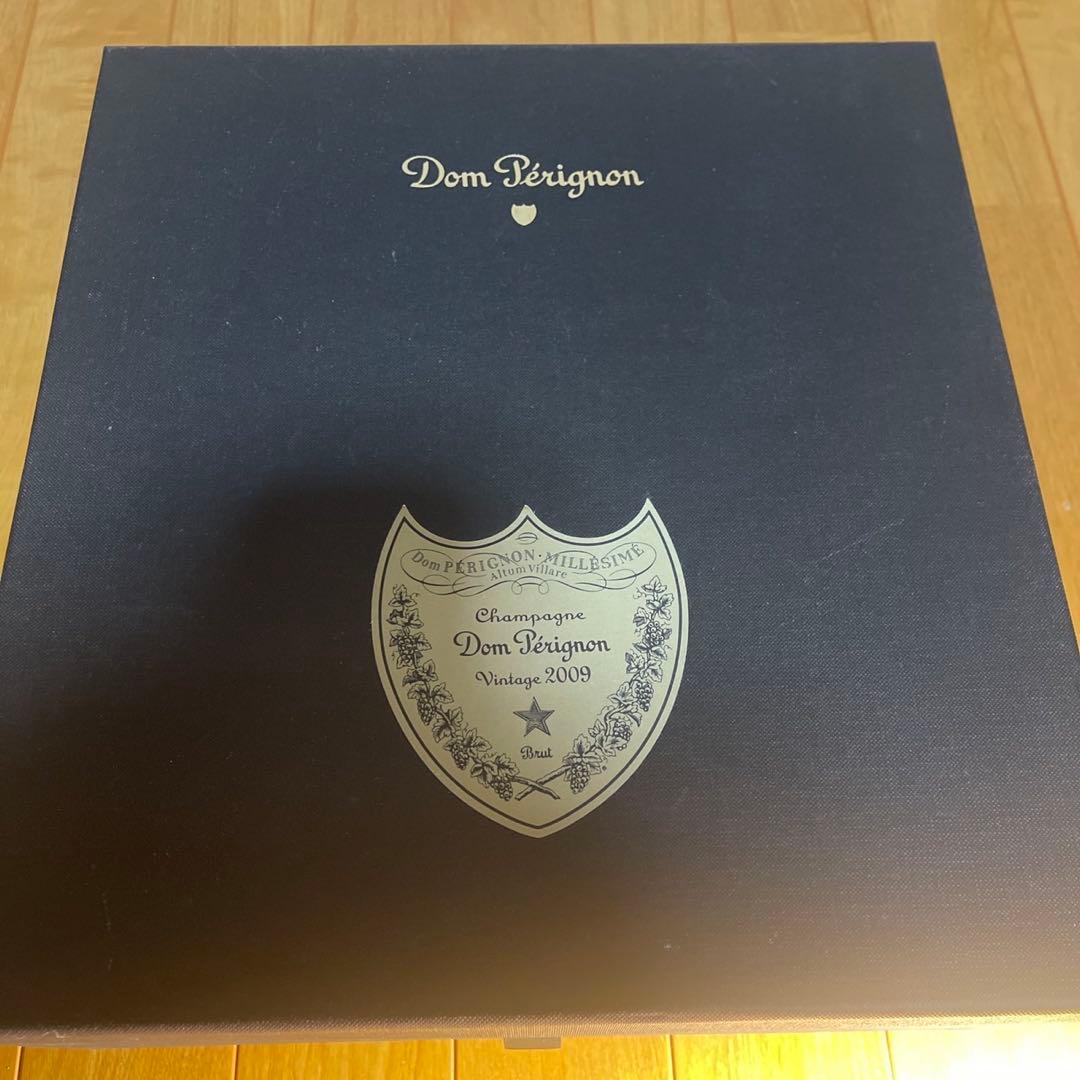 Dom Pérignon
Dom PÉRIGNON · MILLÉSIMÉ
Altum Villare
Champagne
Dom Pérignon
Vintage 2009
Brut